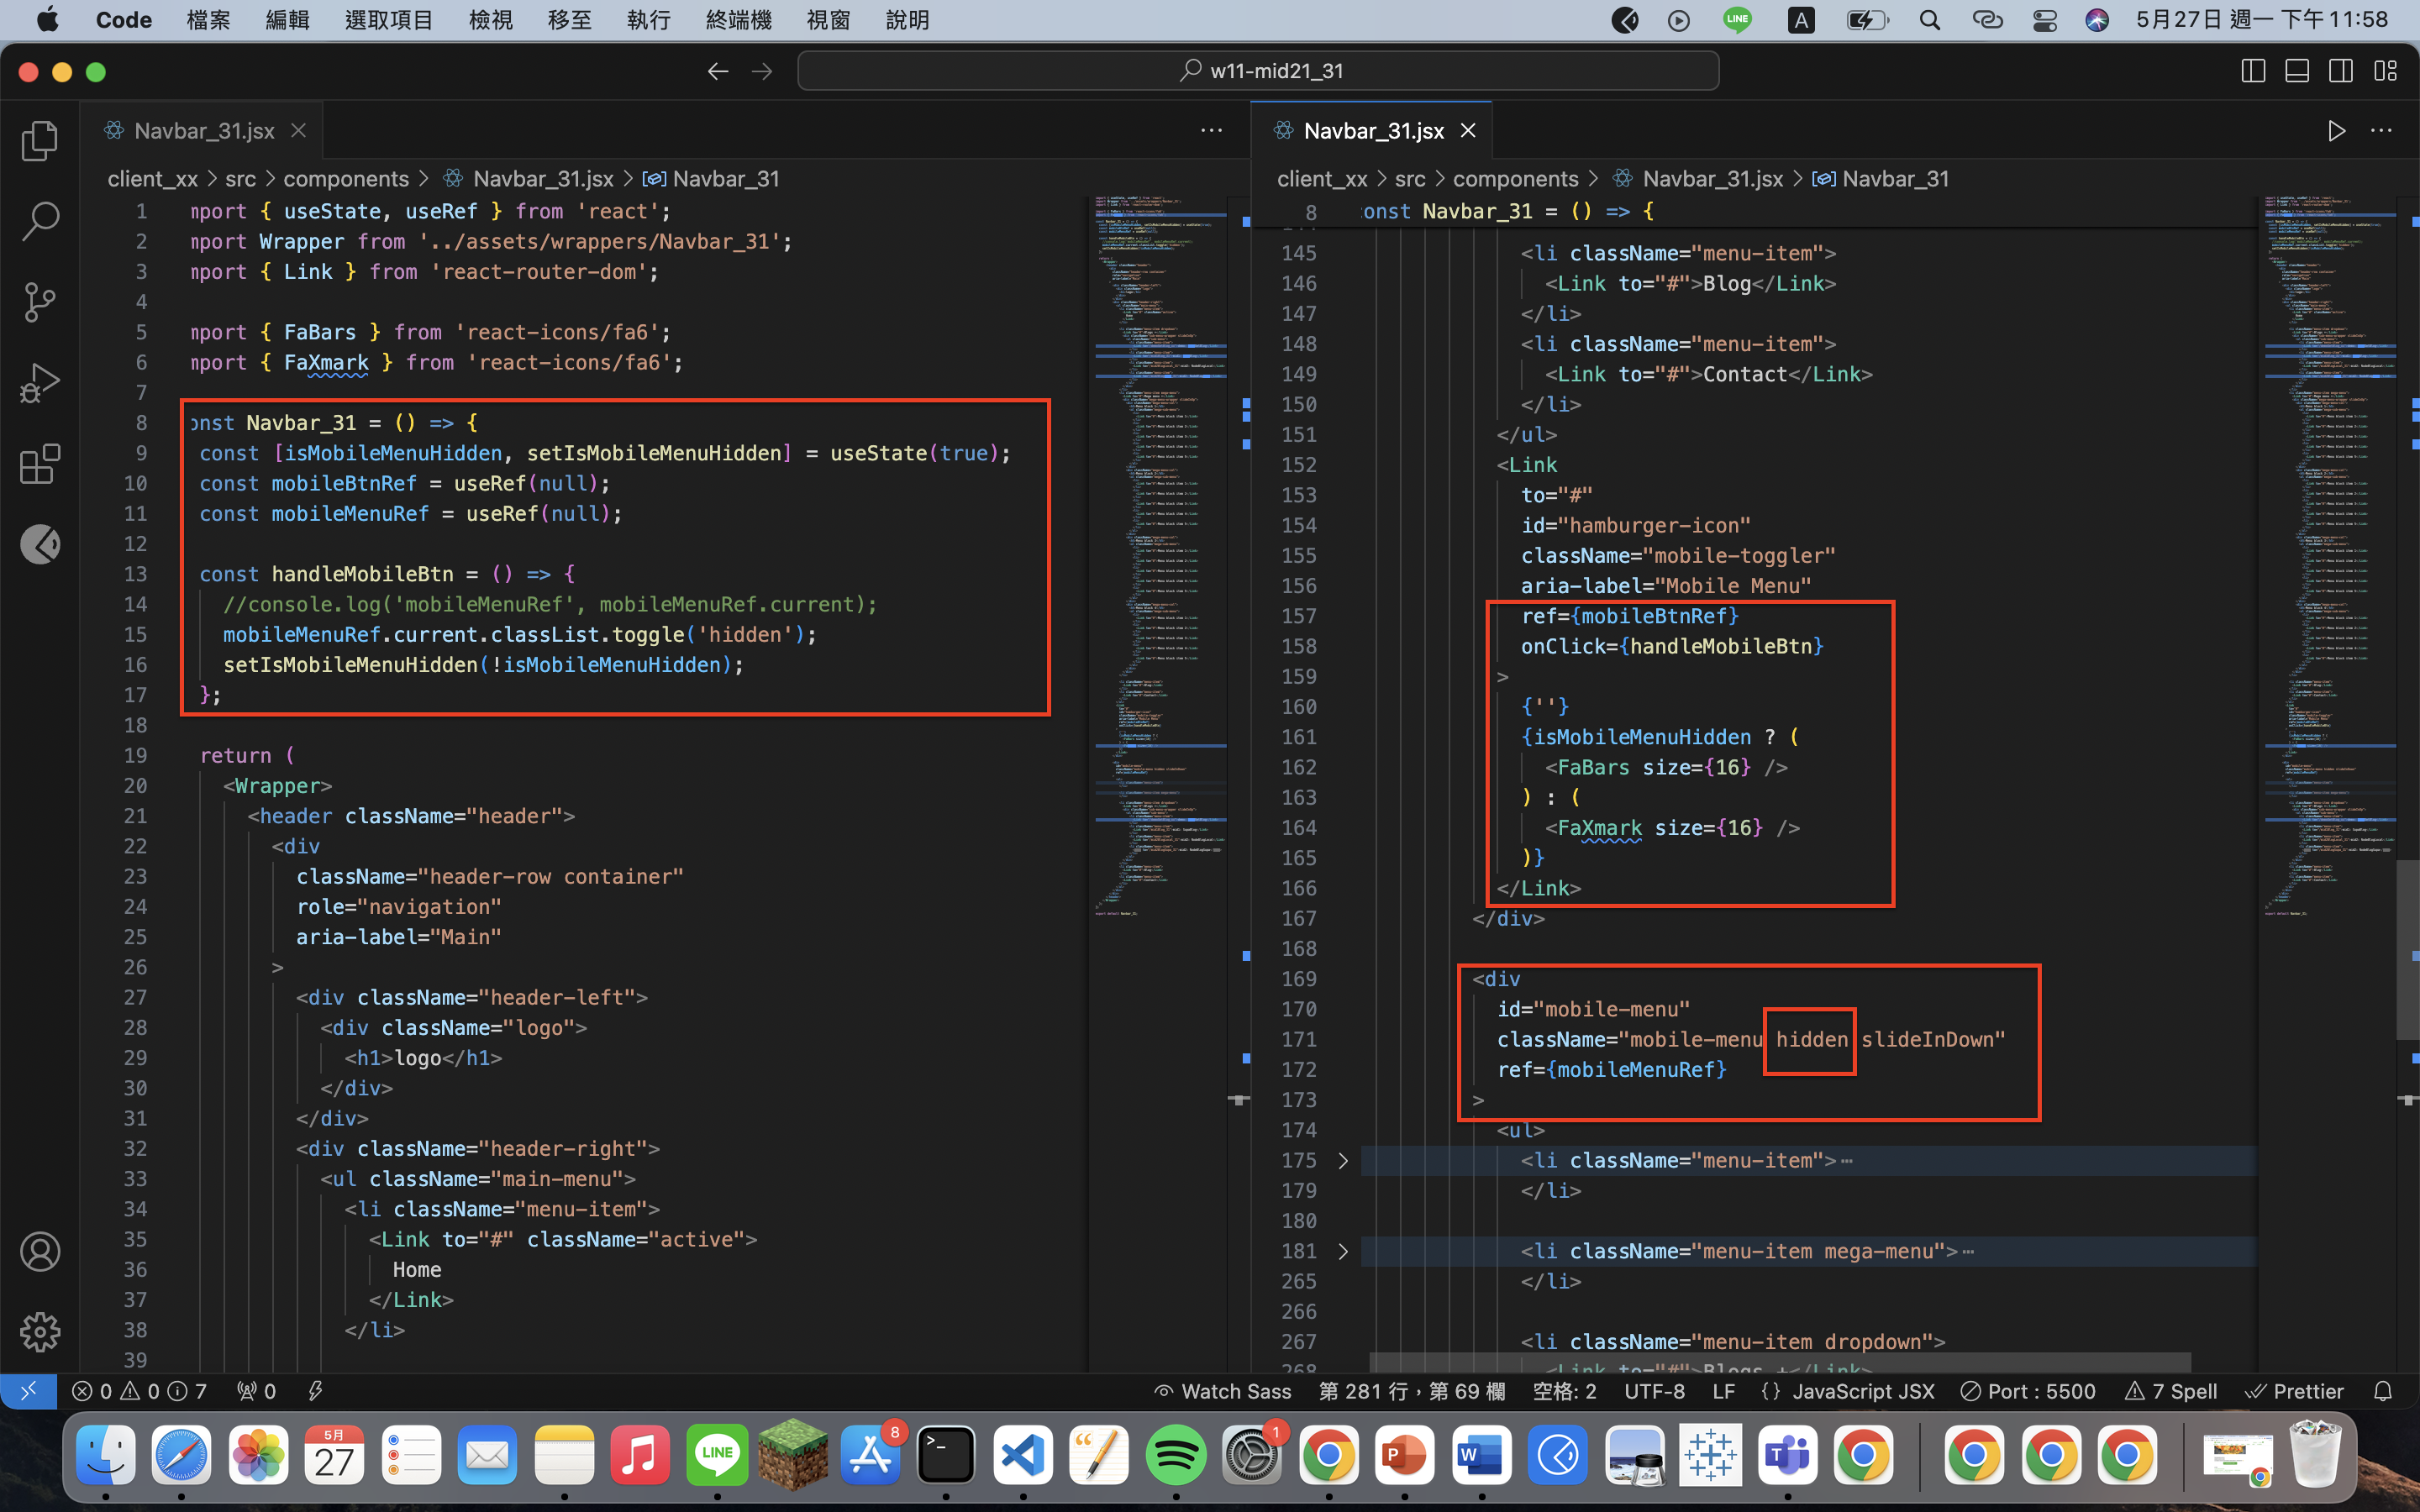 Code 檔案 編輯 選取項目 檢視 移至 執行 終端機 視窗 說明
LINE A 5月27日 週一 下午 11:58
w11-mid21_31
Navbar_31.jsx
client_xx > src > components > Navbar_31.jsx > Navbar_31
1 mport { useState, useRef } from 'react';
2 mport Wrapper from '../assets/wrappers/Navbar_31';
3 mport { Link } from 'react-router-dom';
4
5 mport { FaBars } from 'react-icons/fa6';
6 mport { FaXmark } from 'react-icons/fa6';
7
8 onst Navbar_31 = () => {
9 const [isMobileMenuHidden, setIsMobileMenuHidden] = useState(true);
10 const mobileBtnRef = useRef(null);
11 const mobileMenuRef = useRef(null);
12
13 const handleMobileBtn = () => {
14 //console.log('mobileMenuRef', mobileMenuRef.current);
15 mobileMenuRef.current.classList.toggle('hidden');
16 setIsMobileMenuHidden(!isMobileMenuHidden);
17 };
18
19 return (
20 <Wrapper>
21 <header className="header">
22 <div
23 className="header-row container"
24 role="navigation"
25 aria-label="Main"
26 >
27 <div className="header-left">
28 <div className="logo">
29 <h1>logo</h1>
30 </div>
31 </div>
32 <div className="header-right">
33 <ul className="main-menu">
34 <li className="menu-item">
35 <Link to="#" className="active">
36 Home
37 </Link>
38 </li>
39
Navbar_31.jsx
client_xx > src > components > Navbar_31.jsx > Navbar_31
8 const Navbar_31 = () => {
145 <li className="menu-item">
146 <Link to="#">Blog</Link>
147 </li>
148 <li className="menu-item">
149 <Link to="#">Contact</Link>
150 </li>
151 </ul>
152 <Link
153 to="#"
154 id="hamburger-icon"
155 className="mobile-toggler"
156 aria-label="Mobile Menu"
157 ref={mobileBtnRef}
158 onClick={handleMobileBtn}
159 >
160 {''}
161 {isMobileMenuHidden ? (
162 <FaBars size={16} />
163 ) : (
164 <FaXmark size={16} />
165 )}
166 </Link>
167 </div>
168
169 <div
170 id="mobile-menu"
171 className="mobile-menu hidden slideInDown"
172 ref={mobileMenuRef}
173 >
174 <ul>
175 <li className="menu-item">⋯
179 </li>
180
181 <li className="menu-item mega-menu">⋯
265 </li>
266
267 <li className="menu-item dropdown">
268 <Link to="#">Blogs +</Link>
0 0 7 0 Watch Sass 第 281 行，第 69 欄 空格: 2 UTF-8 LF {} JavaScript JSX Port : 5500 7 Spell Prettier
5月
27
LINE
8
1
P
W
T